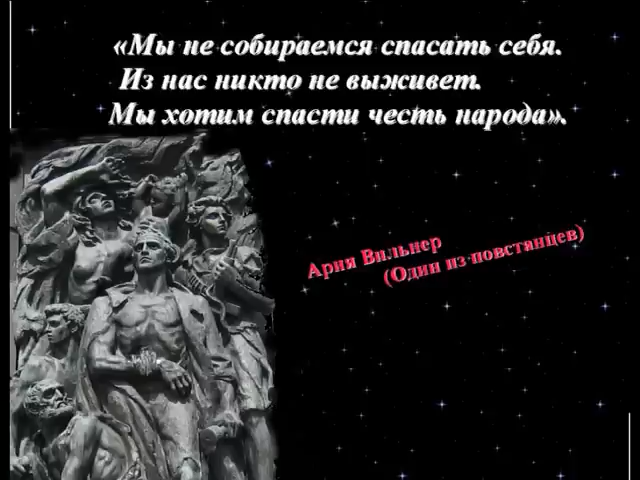 «Мы не собираемся спасать себя.
Из нас никто не выживет.
Мы хотим спасти честь народа».
Ария Вильнер
(Один из повстанцев)